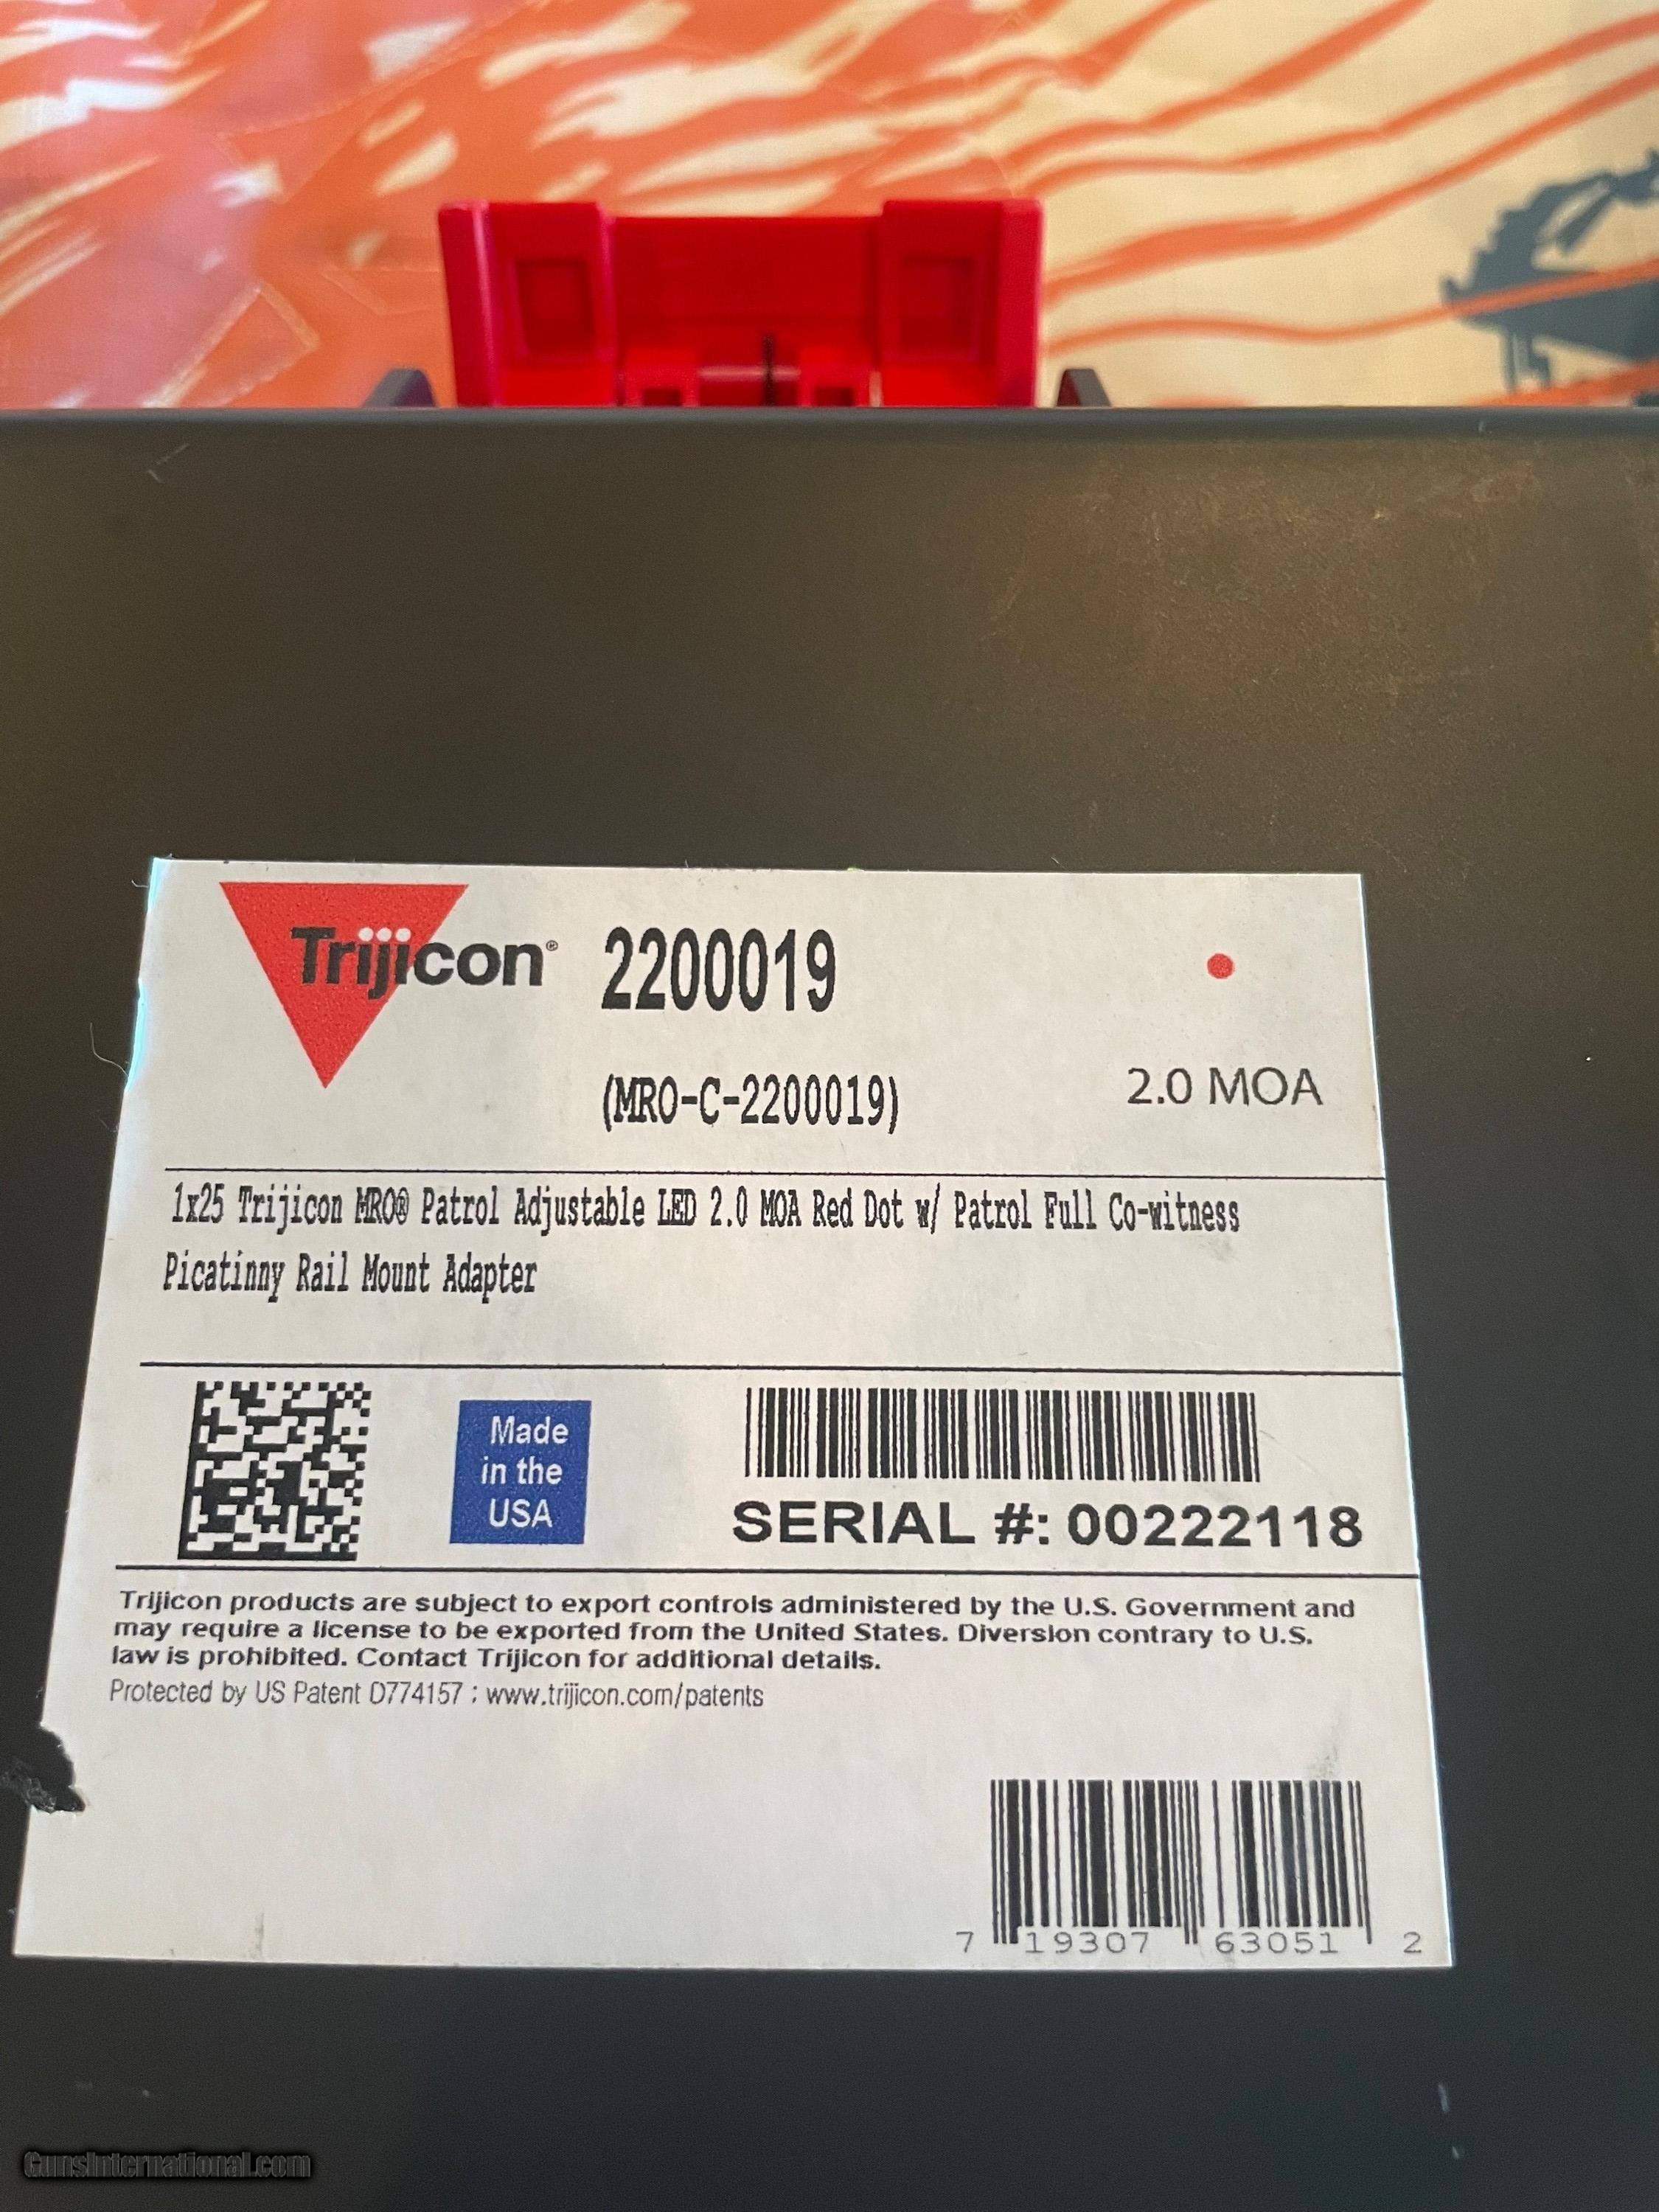 Trijicon® 2200019
(MRO-C-2200019)
2.0 MOA
1x25 Trijicon MRO® Patrol Adjustable LED 2.0 MOA Red Dot w/ Patrol Full Co-witness
Picatinny Rail Mount Adapter
Made
in the
USA
SERIAL #: 00222118
Trijicon products are subject to export controls administered by the U.S. Government and
may require a license to be exported from the United States. Diversion contrary to U.S.
law is prohibited. Contact Trijicon for additional details.
Protected by US Patent D774157 ; www.trijicon.com/patents
7 19307 63051 2
GunsInternational.com